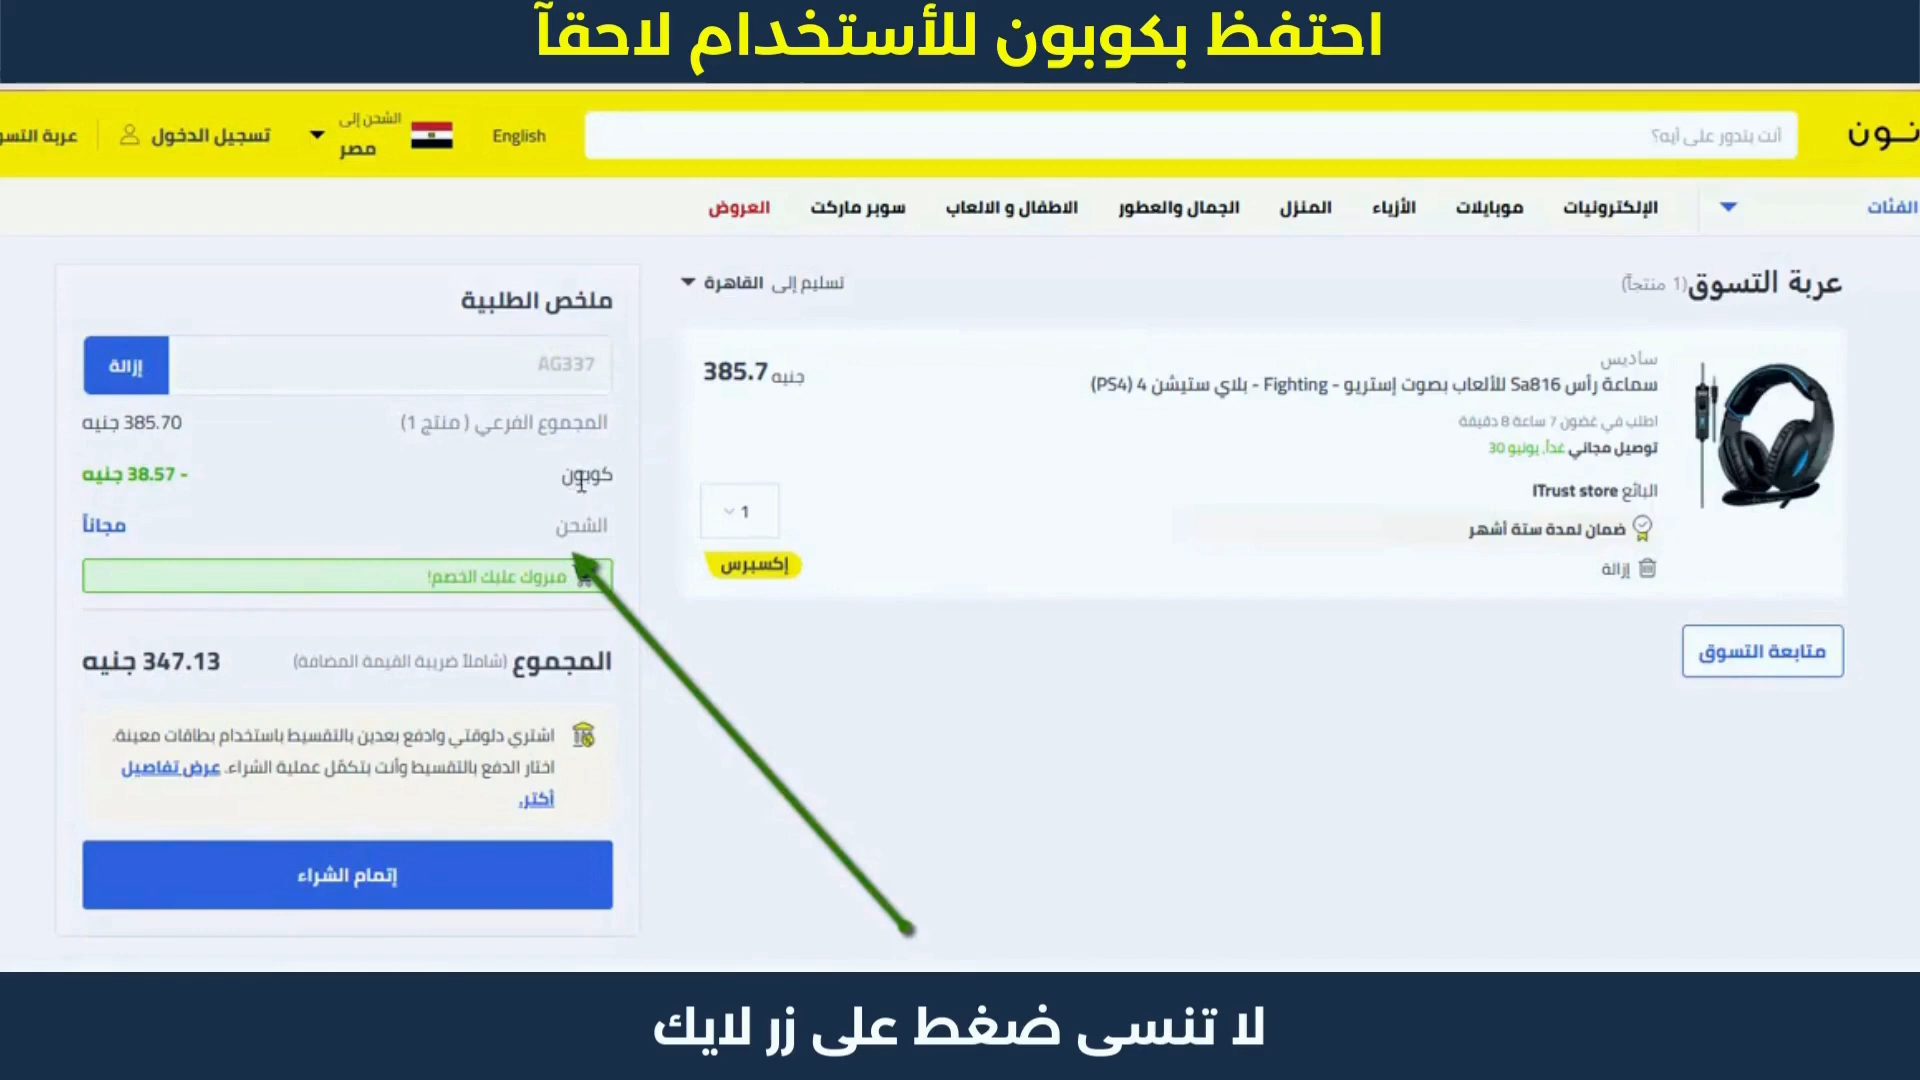 احتفظ بكوبون للأستخدام لاحقآ
نـون
أنت بتدور على أيه؟
English
الشحن إلى
مصر
تسجيل الدخول
عربة
الفئات
الإلكترونيات
موبايلات
الأزياء
المنزل
الجمال والعطور
الاطفال و الالعاب
سوبر ماركت
العروض
عربة التسوق (1 منتجاً)
تسليم إلى القاهرة
ساديس
سماعة رأس Sa816 للألعاب بصوت إستريو - Fighting - بلاي ستيشن 4 (PS4)
جنيه 385.7
اطلب في غضون 7 ساعة 8 دقيقة
توصيل مجاني غداً, يونيو 30
البائع ITrust store
ضمان لمدة ستة أشهر
إزالة
1
إكسبرس
متابعة التسوق
ملخص الطلبية
AG337
إزالة
المجموع الفرعي (منتج 1)
385.70 جنيه
كوبون
- 38.57 جنيه
الشحن
مجاناً
مبروك عليك الخصم!
المجموع (شاملاً ضريبة القيمة المضافة)
347.13 جنيه
اشتري دلوقتي وادفع بعدين بالتقسيط باستخدام بطاقات معينة.
اختار الدفع بالتقسيط وأنت بتكمّل عملية الشراء. عرض تفاصيل
أكتر.
إتمام الشراء
لا تنسى ضغط على زر لايك